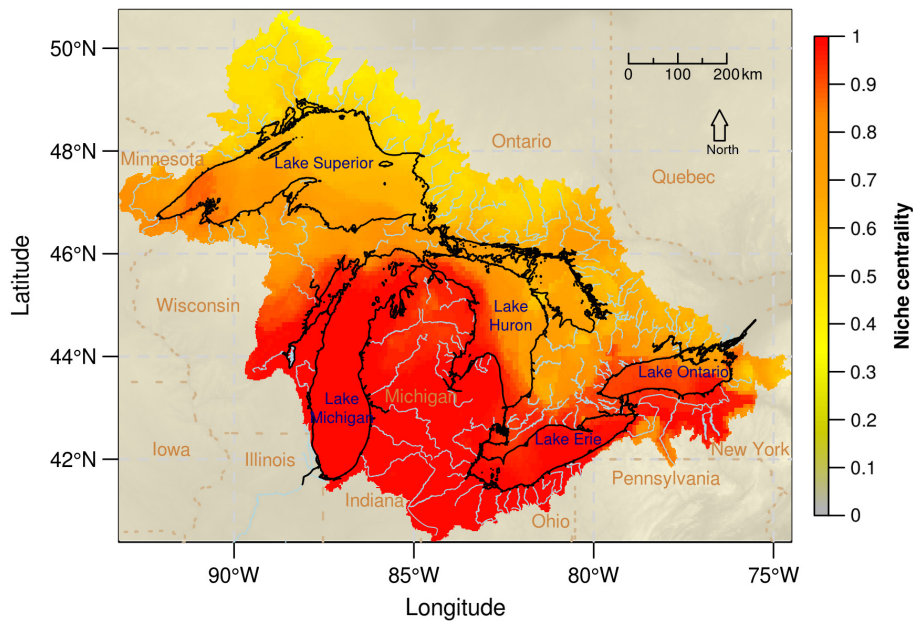 50°N
48°N
46°N
44°N
42°N
Latitude
90°W
85°W
80°W
75°W
Longitude
0 100 200 km
North
Minnesota
Lake Superior
Ontario
Quebec
Wisconsin
Lake
Huron
Lake Ontario
Lake
Michigan
Michigan
Lake Erie
Iowa
Illinois
Indiana
Ohio
Pennsylvania
New York
1
0.9
0.8
0.7
0.6
0.5
0.4
0.3
0.2
0.1
0
Niche centrality